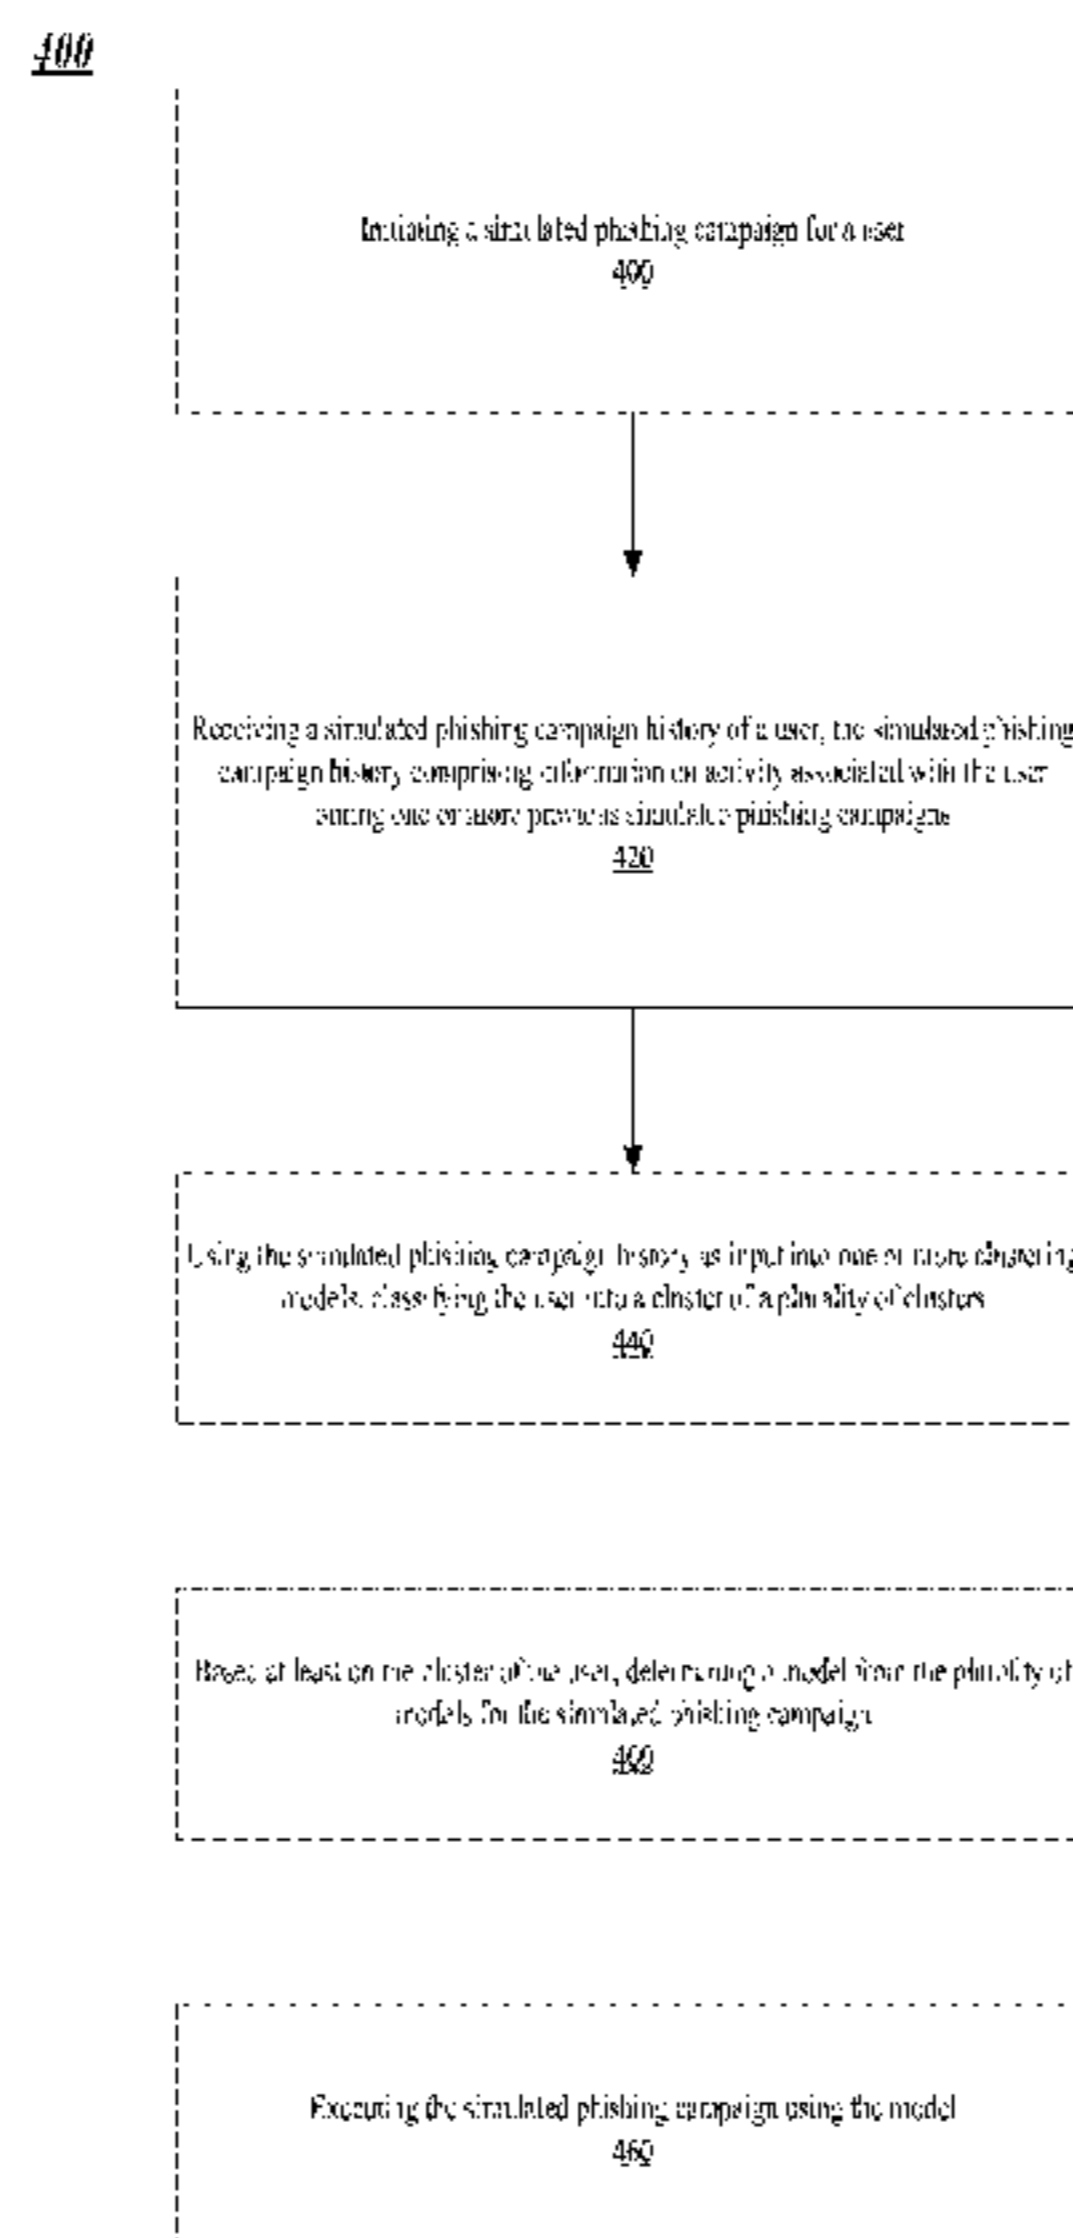 400
Initiating a simulated phishing campaign for a user
400
Receiving a simulated phishing campaign history of a user, the simulated phishing
campaign history comprising information on activity associated with the user
during one or more previous simulated phishing campaigns
420
Using the simulated phishing campaign history as input into one or more clustering
models, classifying the user into a cluster of a plurality of clusters
440
Based at least on the cluster of the user, determining a model from the plurality of
models for the simulated phishing campaign
Executing the simulated phishing campaign using the model
460